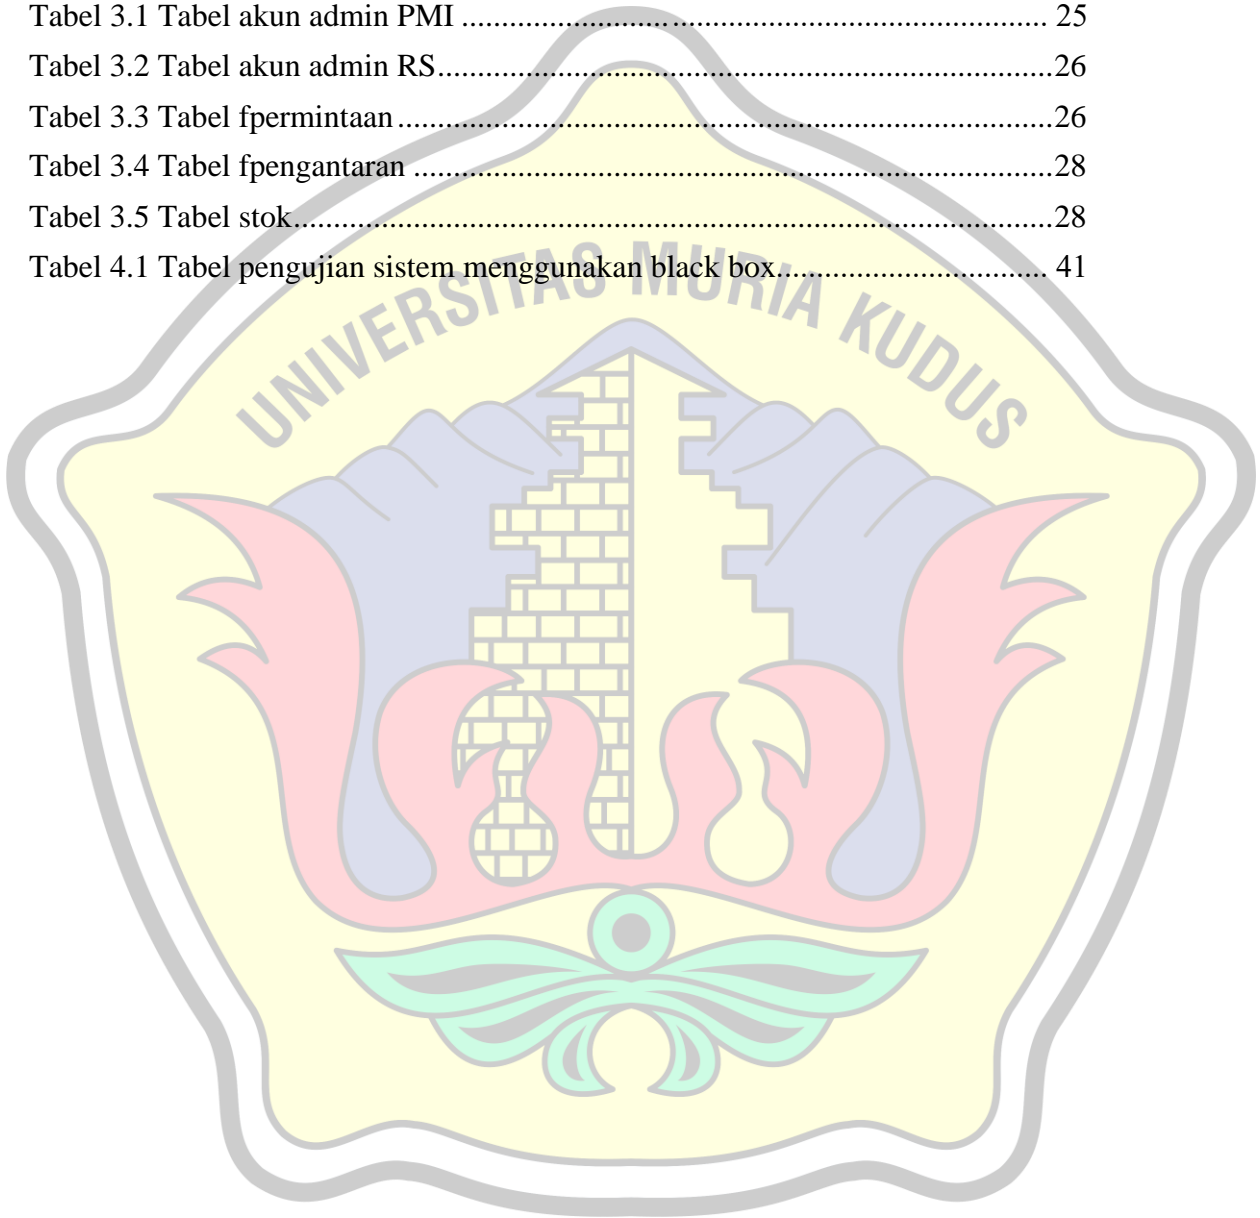 Tabel 3.1 Tabel akun admin PMI ........................................................................ 25
Tabel 3.2 Tabel akun admin RS............................................................................26
Tabel 3.3 Tabel fpermintaan.................................................................................26
Tabel 3.4 Tabel fpengantaran ...............................................................................28
Tabel 3.5 Tabel stok..............................................................................................28
Tabel 4.1 Tabel pengujian sistem menggunakan black box................................. 41
UNIVERSITAS MURIA KUDUS